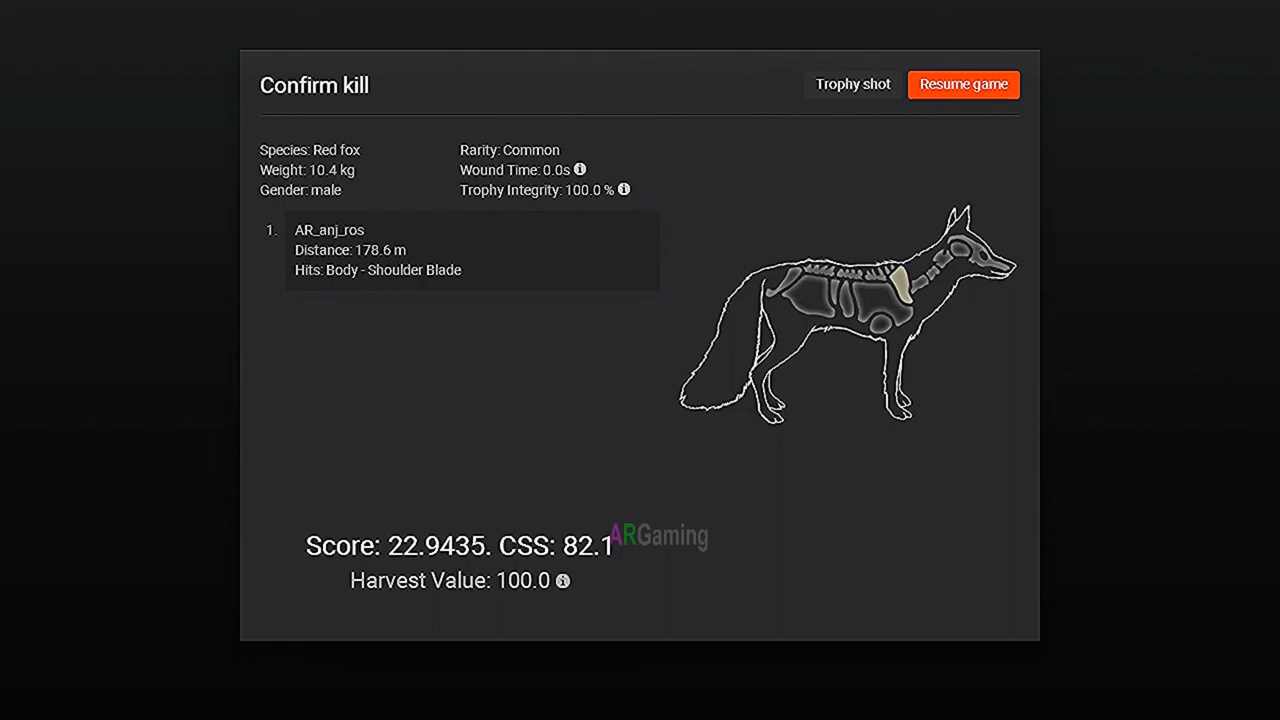 Confirm kill
Trophy shot
Resume game
Species: Red fox
Weight: 10.4 kg
Gender: male
Rarity: Common
Wound Time: 0.0s
Trophy Integrity: 100.0 %
1.
AR_anj_ros
Distance: 178.6 m
Hits: Body - Shoulder Blade
Score: 22.9435. CSS: 82.1
ARGaming
Harvest Value: 100.0